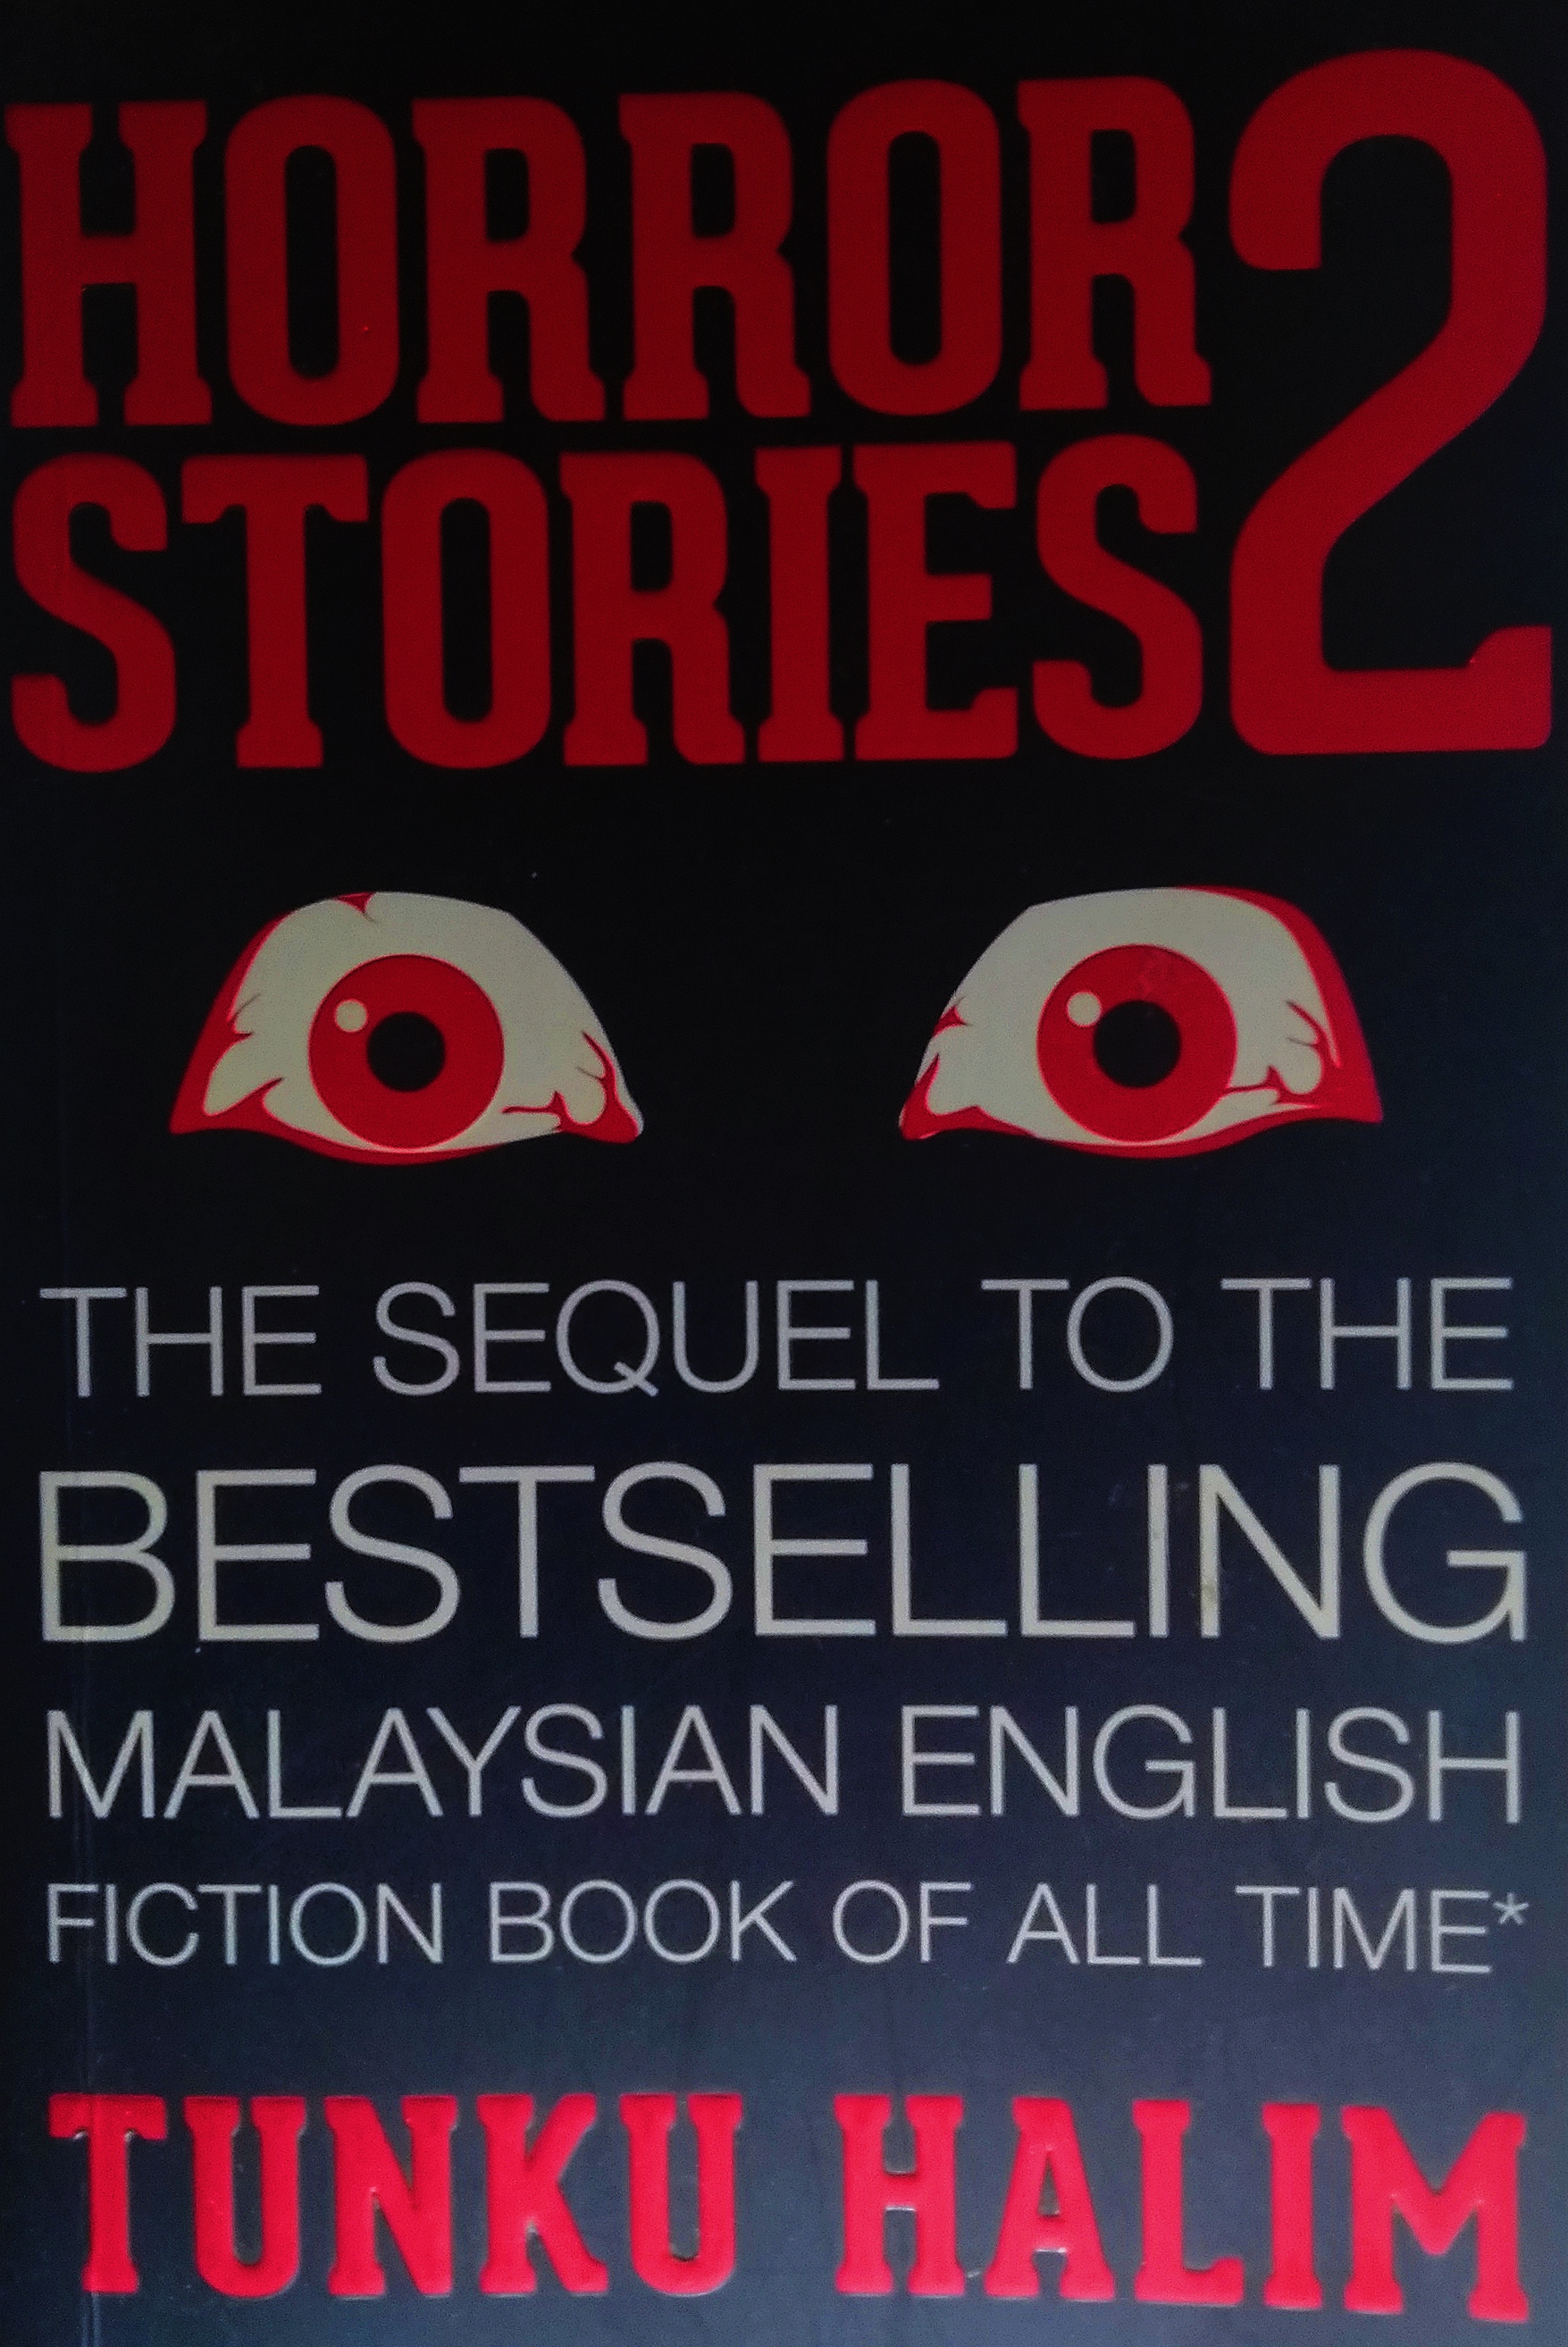 HORROR
STORIES 2
THE SEQUEL TO THE
BESTSELLING
MALAYSIAN ENGLISH
FICTION BOOK OF ALL TIME*
TUNKU HALIM